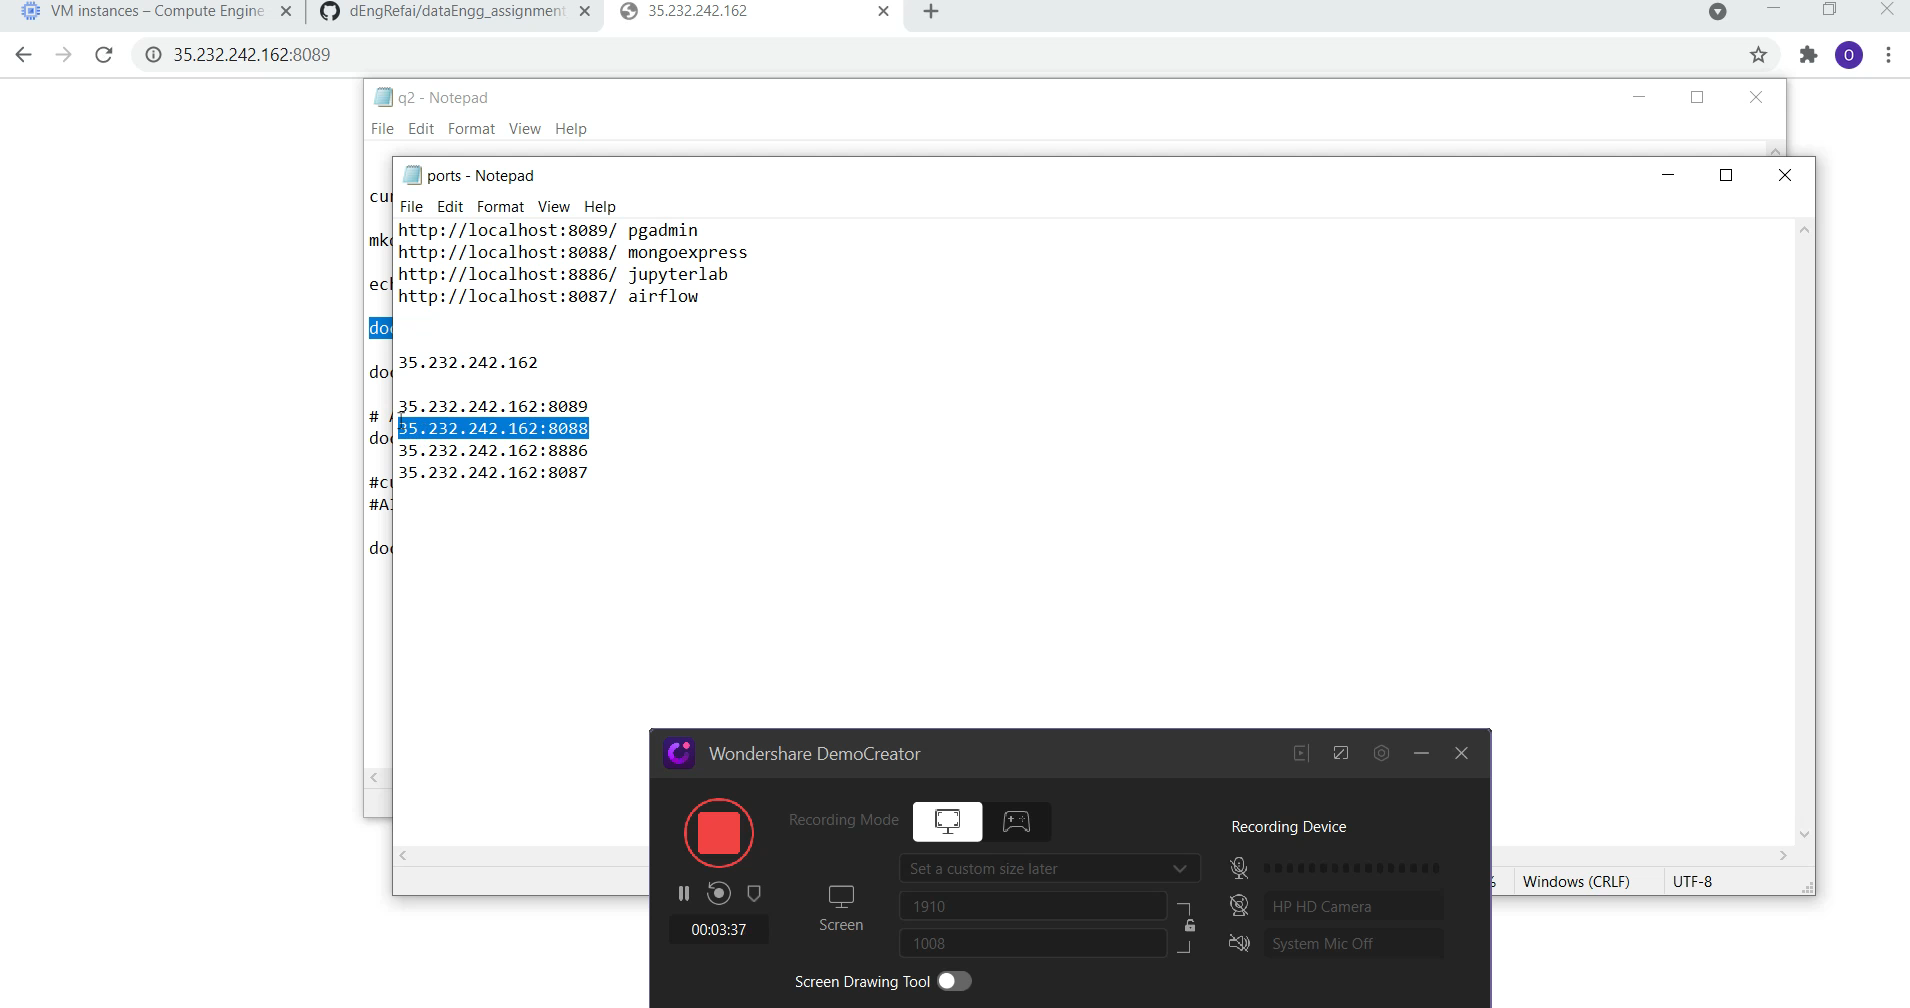 VM instances – Compute Engine
dEngRefai/dataEngg_assignment
35.232.242.162
35.232.242.162:8089
O
q2 - Notepad
File Edit Format View Help
ports - Notepad
File Edit Format View Help
http://localhost:8089/ pgadmin
http://localhost:8088/ mongoexpress
http://localhost:8886/ jupyterlab
http://localhost:8087/ airflow
35.232.242.162
35.232.242.162:8089
35.232.242.162:8088
35.232.242.162:8886
35.232.242.162:8087
Windows (CRLF)
UTF-8
Wondershare DemoCreator
Recording Mode
Recording Device
Set a custom size later
1910
HP HD Camera
Screen
00:03:37
1008
System Mic Off
Screen Drawing Tool